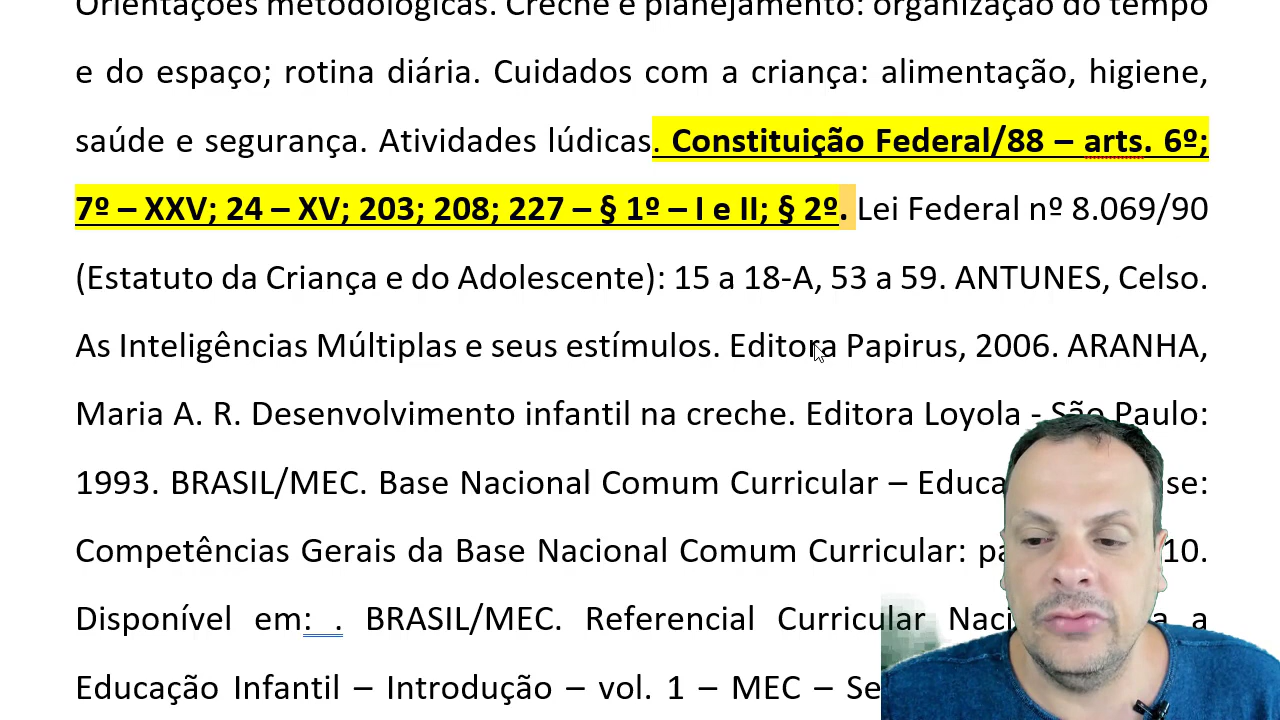 Orientações metodológicas. Creche e planejamento: organização do tempo
e do espaço; rotina diária. Cuidados com a criança: alimentação, higiene,
saúde e segurança. Atividades lúdicas. Constituição Federal/88 – arts. 6º;
7º – XXV; 24 – XV; 203; 208; 227 – § 1º – I e II; § 2º. Lei Federal nº 8.069/90
(Estatuto da Criança e do Adolescente): 15 a 18-A, 53 a 59. ANTUNES, Celso.
As Inteligências Múltiplas e seus estímulos. Editora Papirus, 2006. ARANHA,
Maria A. R. Desenvolvimento infantil na creche. Editora Loyola - São Paulo:
1993. BRASIL/MEC. Base Nacional Comum Curricular – se:
Competências Gerais da Base Nacional Comum Curricular: 10.
Disponível em: . BRASIL/MEC. Referencial Curricular a
Educação Infantil – Introdução – vol. 1 – MEC –